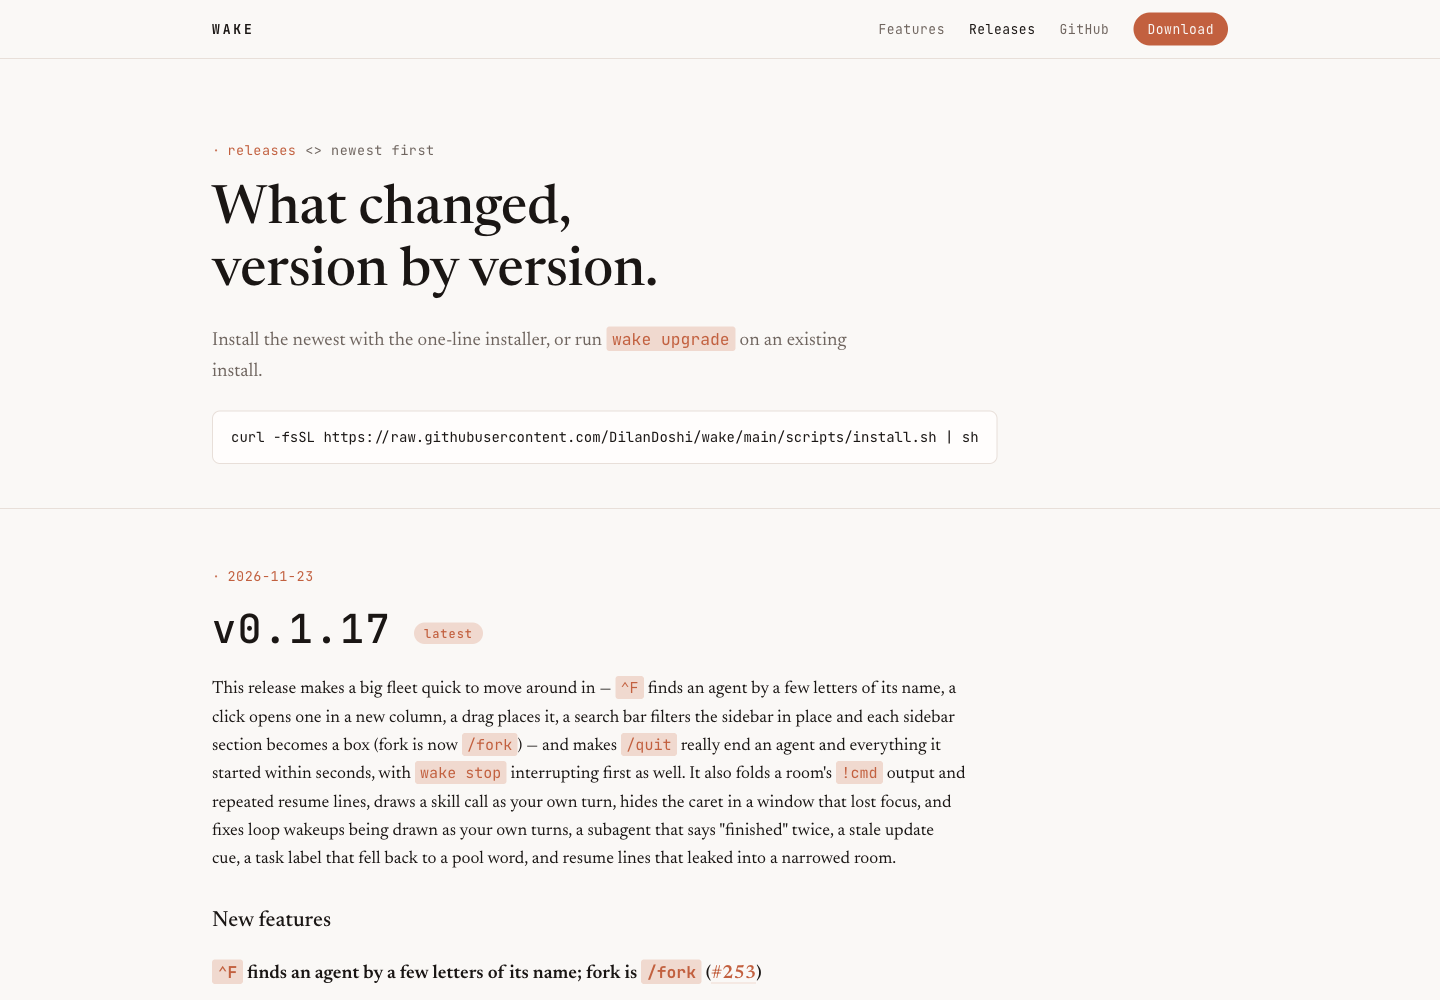 WAKE
Features Releases GitHub Download
· releases <> newest first
What changed,
version by version.
Install the newest with the one-line installer, or run wake upgrade on an existing
install.
curl -fsSL https://raw.githubusercontent.com/DilanDoshi/wake/main/scripts/install.sh | sh
· 2026-11-23
v0.1.17 latest
This release makes a big fleet quick to move around in — ^F finds an agent by a few letters of its name, a
click opens one in a new column, a drag places it, a search bar filters the sidebar in place and each sidebar
section becomes a box (fork is now /fork) — and makes /quit really end an agent and everything it
started within seconds, with wake stop interrupting first as well. It also folds a room's !cmd output and
repeated resume lines, draws a skill call as your own turn, hides the caret in a window that lost focus, and
fixes loop wakeups being drawn as your own turns, a subagent that says "finished" twice, a stale update
cue, a task label that fell back to a pool word, and resume lines that leaked into a narrowed room.
New features
^F finds an agent by a few letters of its name; fork is /fork (#253)